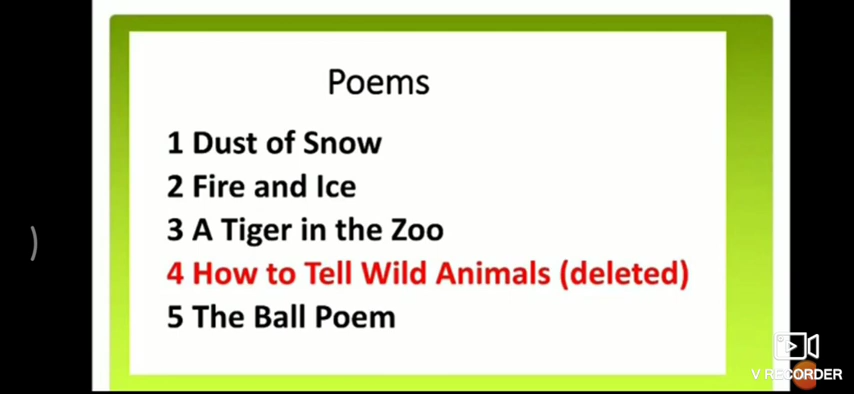 Poems
1 Dust of Snow
2 Fire and Ice
3 A Tiger in the Zoo
4 How to Tell Wild Animals (deleted)
5 The Ball Poem
V RECORDER